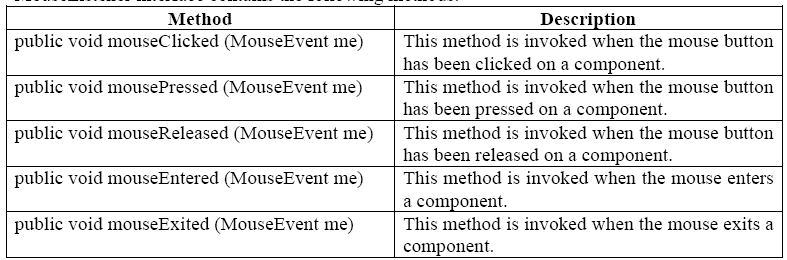 MouseListener interface contains the following methods:
Method Description
public void mouseClicked (MouseEvent me) This method is invoked when the mouse button
has been clicked on a component.
public void mousePressed (MouseEvent me) This method is invoked when the mouse button
has been pressed on a component.
public void mouseReleased (MouseEvent me) This method is invoked when the mouse button
has been released on a component.
public void mouseEntered (MouseEvent me) This method is invoked when the mouse enters
a component.
public void mouseExited (MouseEvent me) This method is invoked when the mouse exits a
component.